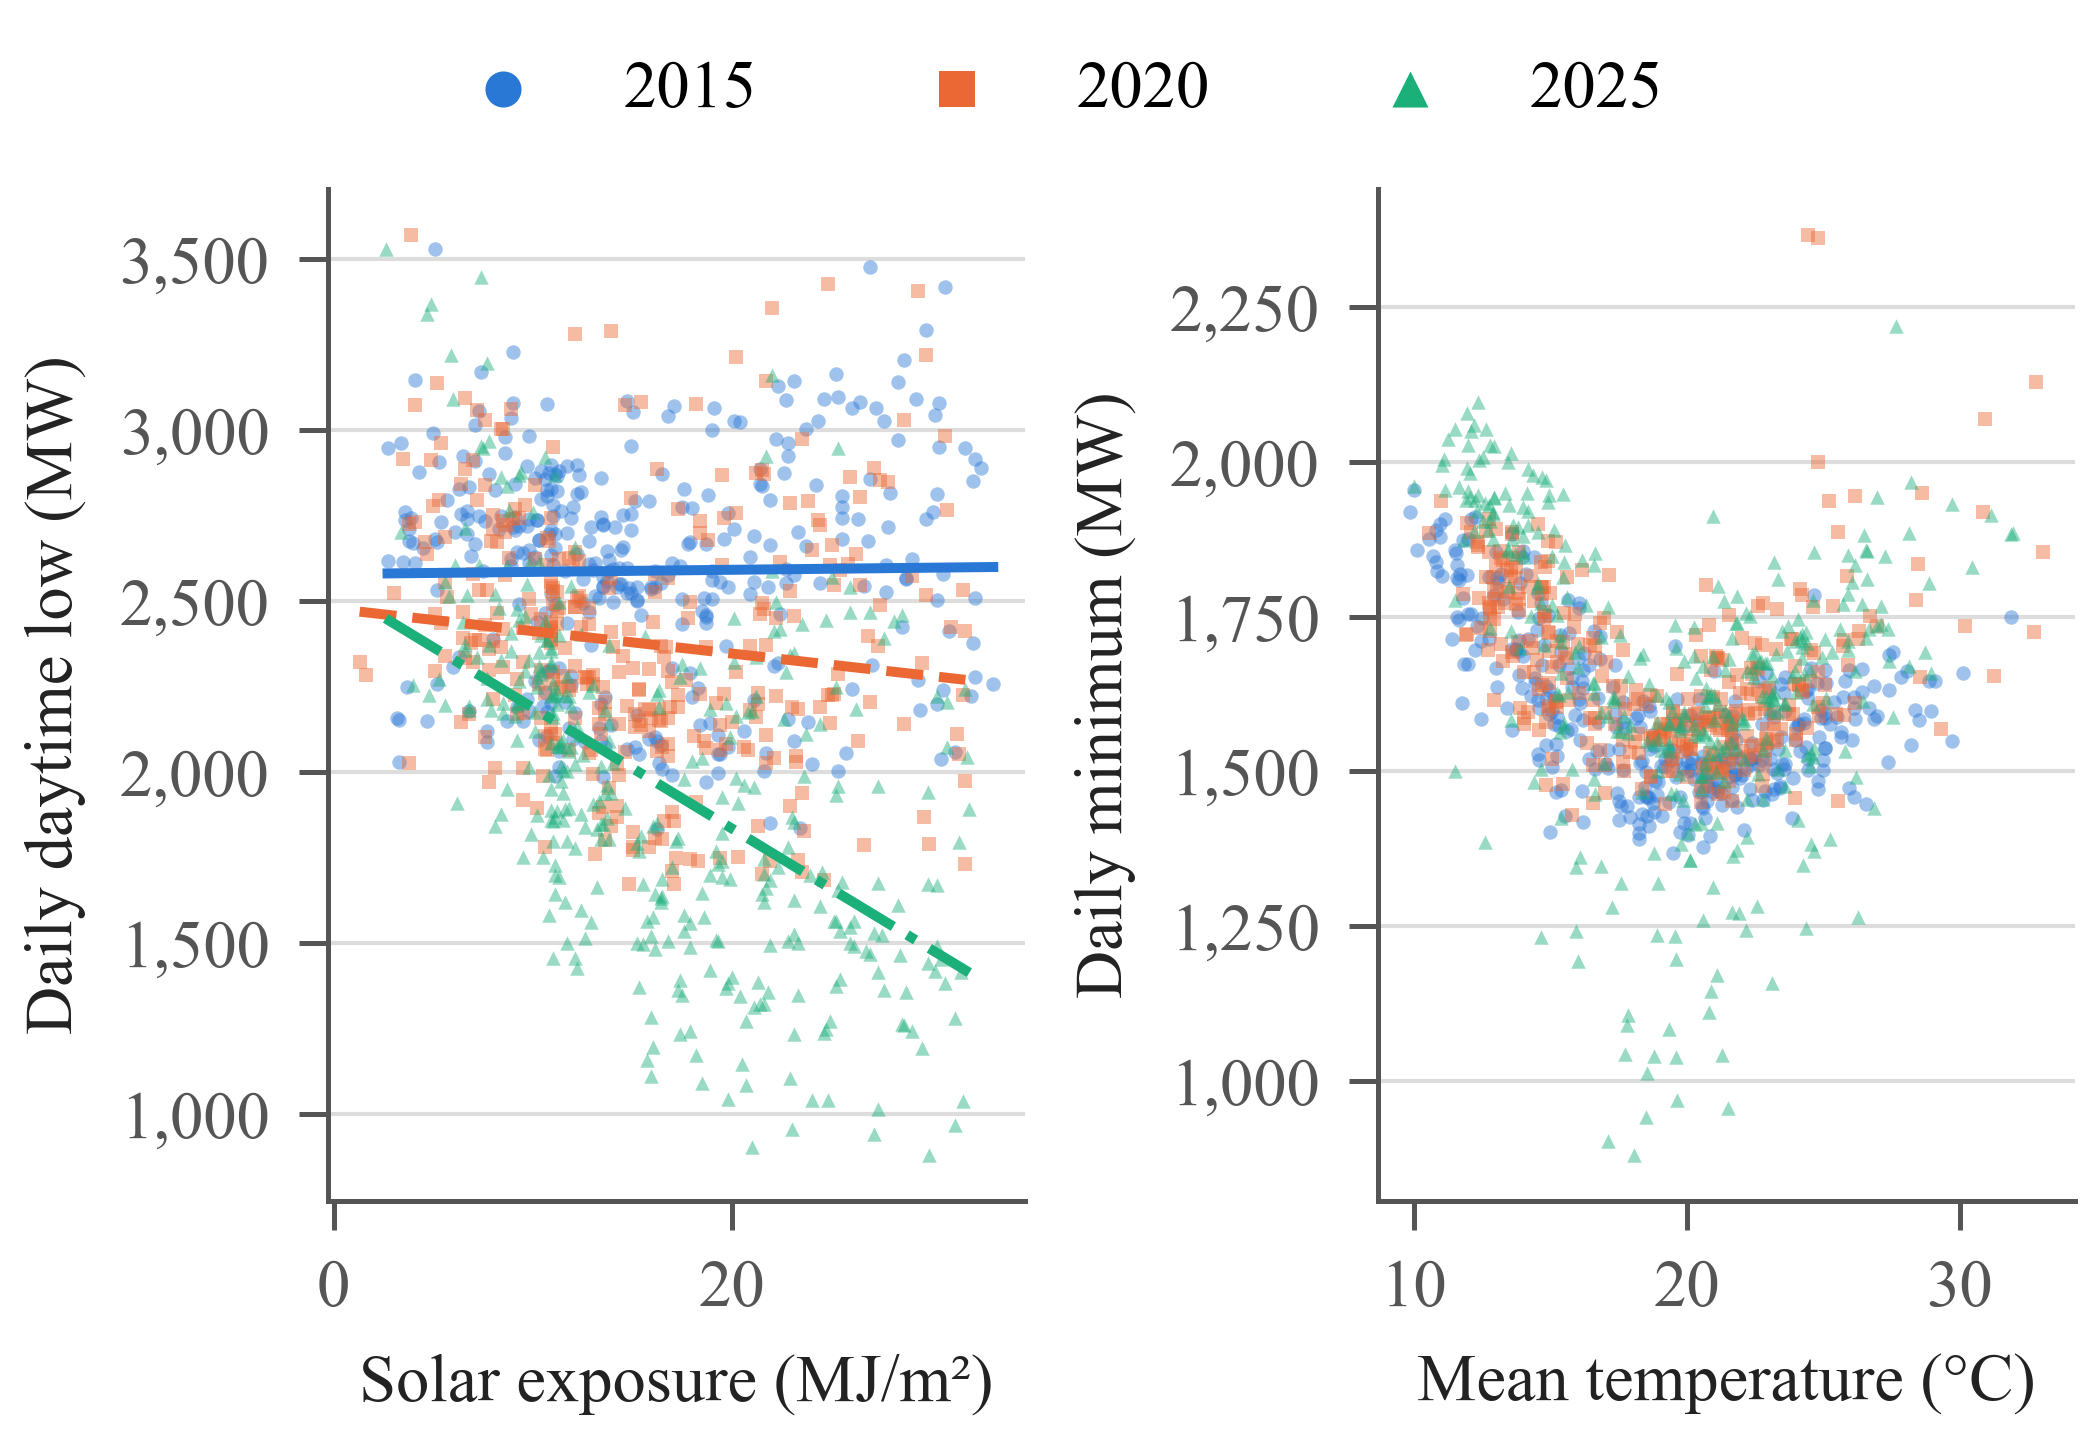 2015 2020 2025
Daily daytime low (MW)
3,500
3,000
2,500
2,000
1,500
1,000
0 20
Solar exposure (MJ/m²)
Daily minimum (MW)
2,250
2,000
1,750
1,500
1,250
1,000
10 20 30
Mean temperature (°C)